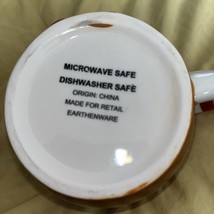 MICROWAVE SAFE
DISHWASHER SAFE
ORIGIN: CHINA
MADE FOR RETAIL
EARTHENWARE